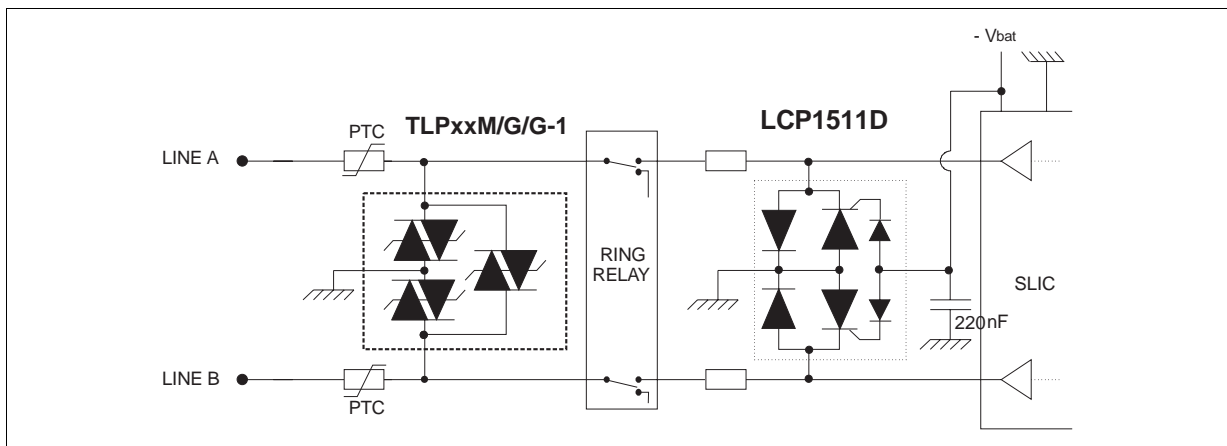 - Vbat
TLPxxM/G/G-1
LCP1511D
PTC
LINE A
RING
RELAY
SLIC
220nF
LINE B
PTC